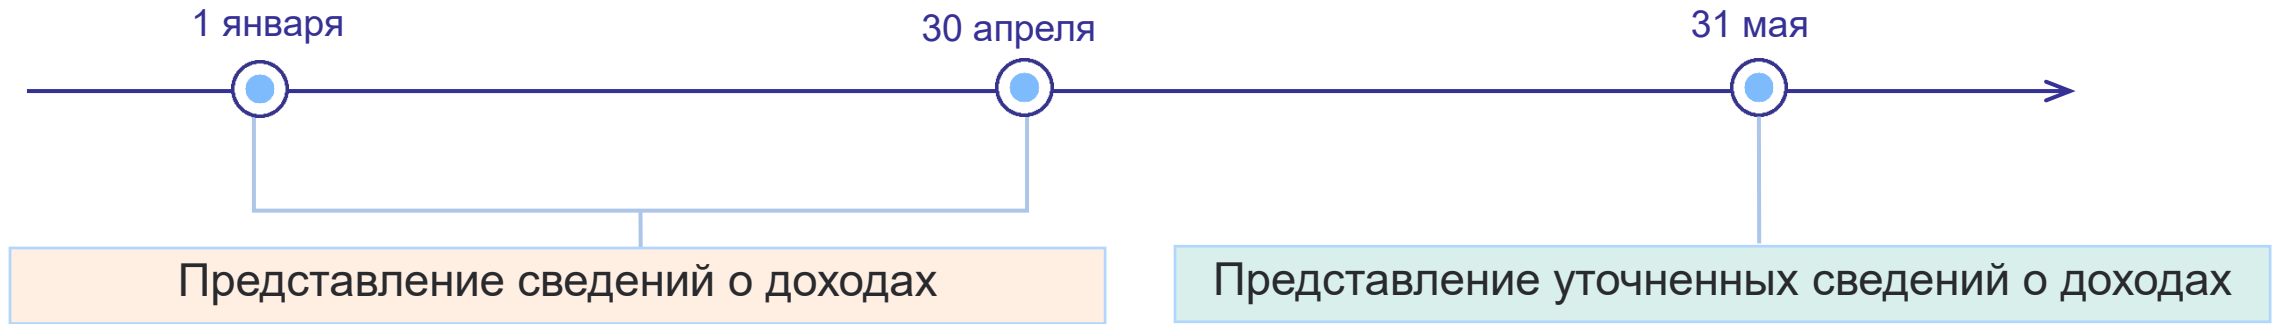 1 января
30 апреля
31 мая
Представление сведений о доходах
Представление уточненных сведений о доходах